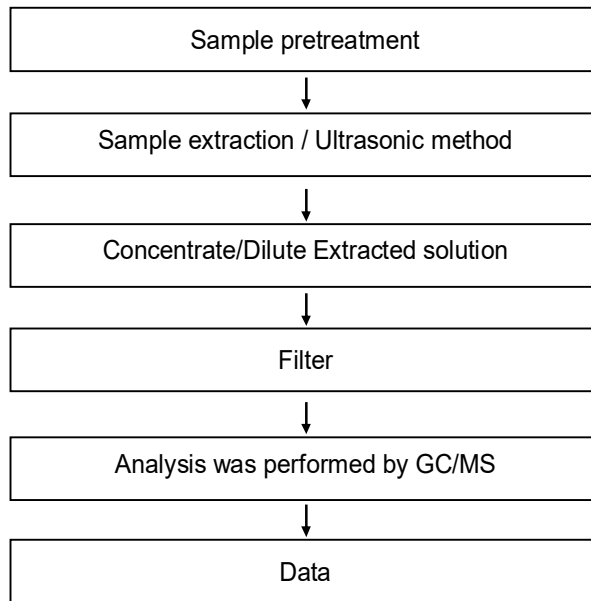 Sample pretreatment
Sample extraction / Ultrasonic method
Concentrate/Dilute Extracted solution
Filter
Analysis was performed by GC/MS
Data